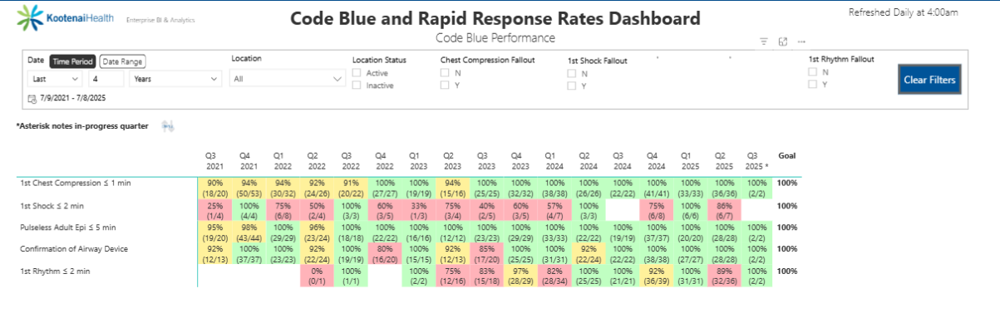 KootenaiHealth Enterprise BI & Analytics
Code Blue and Rapid Response Rates Dashboard
Refreshed Daily at 4:00am
Code Blue Performance
Date Time Period Date Range
Last 4 Years
7/9/2021 - 7/8/2025
Location
All
Location Status
Active
Inactive
Chest Compression Fallout
N
Y
1st Shock Fallout
N
Y
1st Rhythm Fallout
N
Y
Clear Filters
*Asterisk notes in-progress quarter
Q3 Q4 Q1 Q2 Q3 Q4 Q1 Q2 Q3 Q4 Q1 Q2 Q3 Q4 Q1 Q2 Q3 Goal
2021 2021 2022 2022 2022 2022 2023 2023 2023 2023 2024 2024 2024 2024 2025 2025 2025 *
1st Chest Compression ≤ 1 min 90% 94% 94% 92% 91% 100% 100% 94% 100% 100% 100% 100% 100% 100% 100% 100% 100% 100%
(18/20) (50/53) (30/32) (24/26) (20/22) (27/27) (19/19) (15/16) (25/25) (32/32) (38/38) (26/26) (22/22) (41/41) (33/33) (36/36) (2/2)
1st Shock ≤ 2 min 25% 100% 75% 50% 100% 60% 33% 75% 40% 60% 57% 100% 75% 100% 86% 100%
(1/4) (4/4) (6/8) (2/4) (3/3) (3/5) (1/3) (3/4) (2/5) (3/5) (4/7) (3/3) (6/8) (6/6) (6/7)
Pulseless Adult Epi ≤ 5 min 95% 98% 100% 96% 100% 100% 100% 100% 100% 100% 100% 100% 100% 100% 100% 100% 100% 100%
(19/20) (43/44) (29/29) (23/24) (18/18) (22/22) (16/16) (12/12) (23/23) (29/29) (33/33) (22/22) (19/19) (37/37) (20/20) (28/28) (2/2)
Confirmation of Airway Device 92% 100% 100% 92% 100% 80% 100% 92% 85% 100% 100% 92% 100% 100% 100% 100% 100% 100%
(12/13) (37/37) (23/23) (22/24) (19/19) (16/20) (15/15) (12/13) (17/20) (25/25) (31/31) (22/24) (22/22) (38/38) (27/27) (28/28) (2/2)
1st Rhythm ≤ 2 min 0% 100% 100% 75% 83% 97% 82% 100% 100% 92% 100% 89% 100% 100%
(0/1) (1/1) (2/2) (12/16) (15/18) (28/29) (28/34) (25/25) (21/21) (36/39) (31/31) (32/36) (2/2)